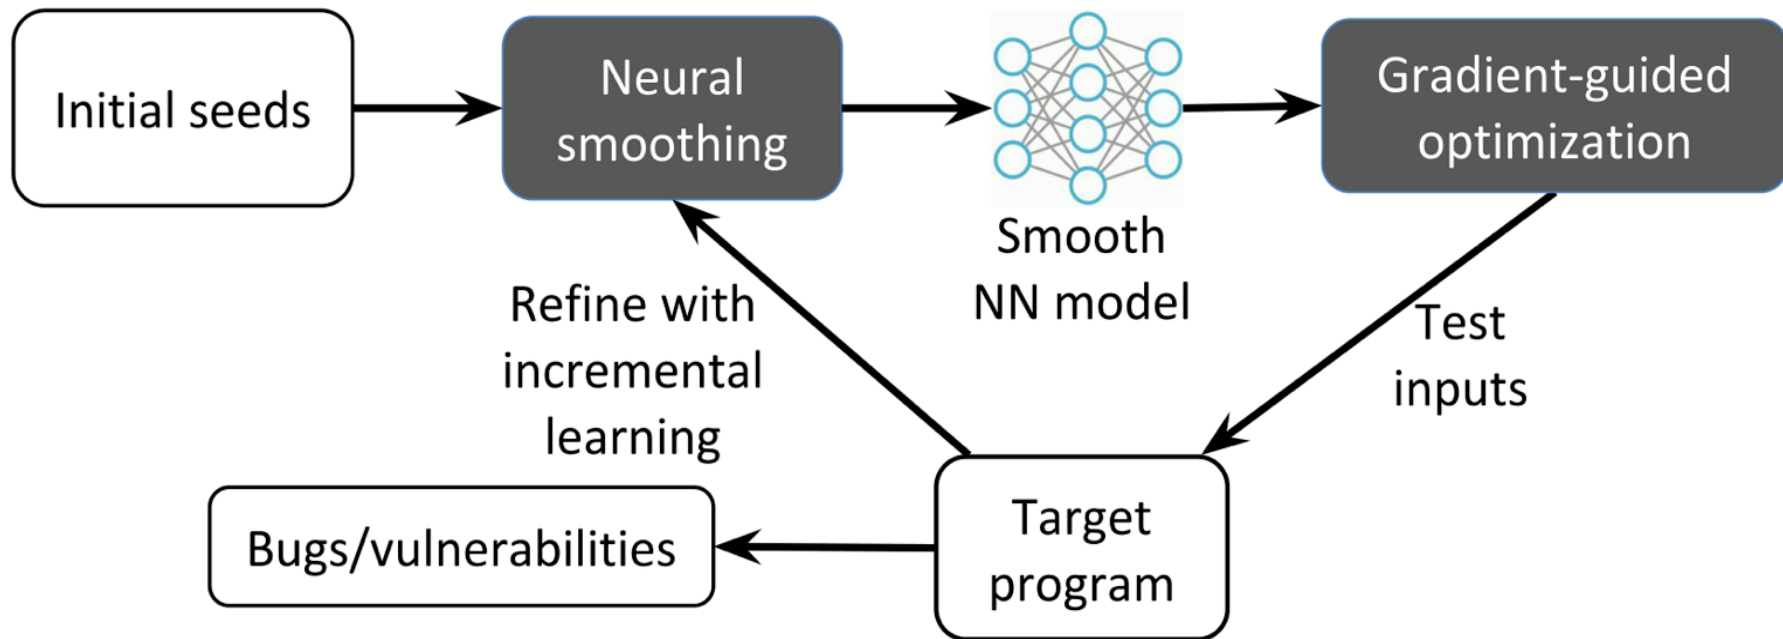 Initial seeds
Neural
smoothing
Smooth
NN model
Gradient-guided
optimization
Refine with
incremental
learning
Test
inputs
Bugs/vulnerabilities
Target
program